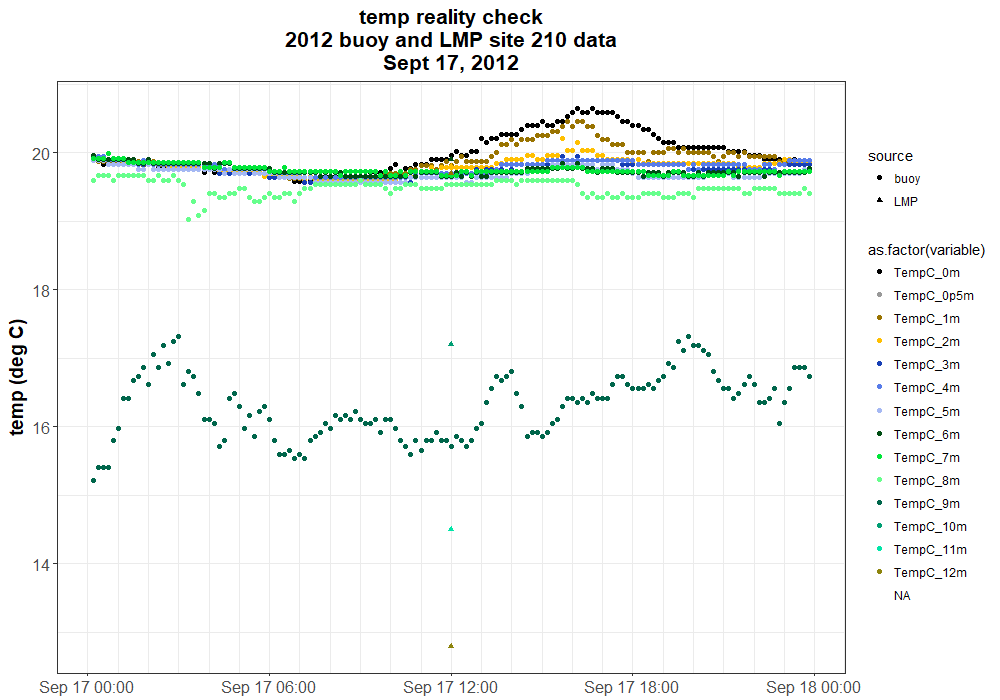 temp reality check
2012 buoy and LMP site 210 data
Sept 17, 2012
temp (deg C)
20
18
16
14
Sep 17 00:00
Sep 17 06:00
Sep 17 12:00
Sep 17 18:00
Sep 18 00:00
source
buoy
LMP
as.factor(variable)
TempC_0m
TempC_0p5m
TempC_1m
TempC_2m
TempC_3m
TempC_4m
TempC_5m
TempC_6m
TempC_7m
TempC_8m
TempC_9m
TempC_10m
TempC_11m
TempC_12m
NA